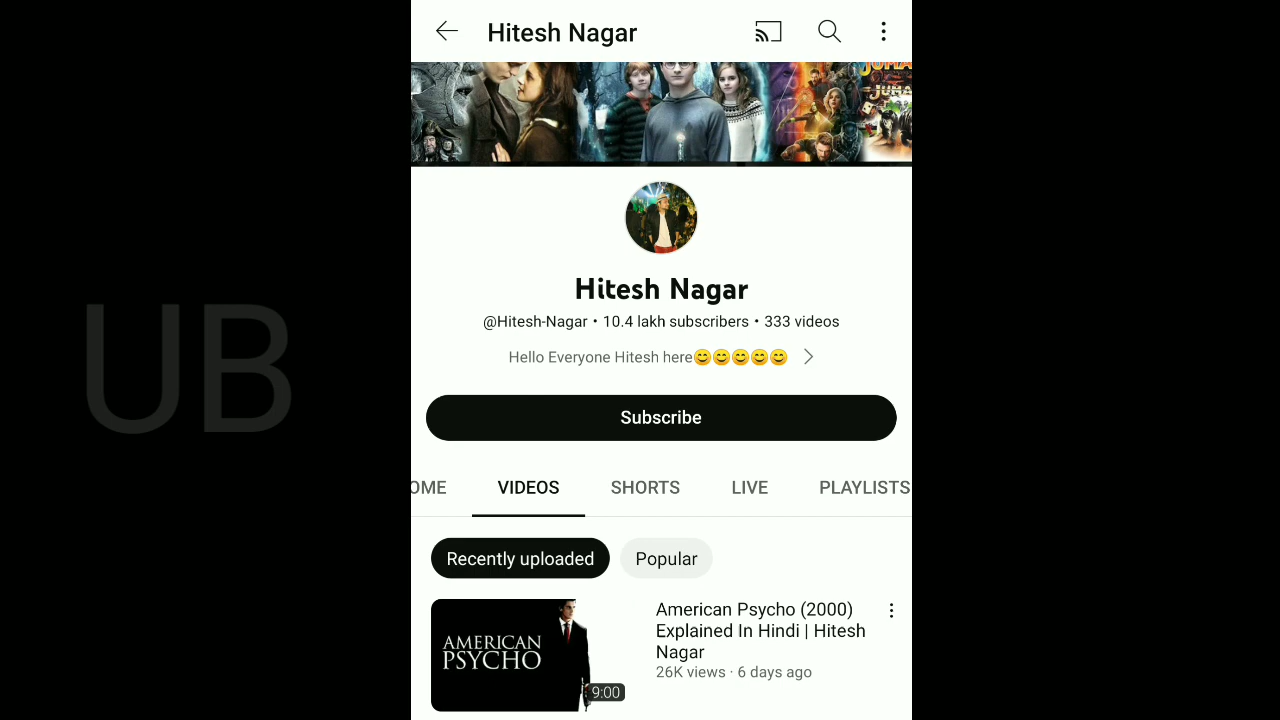 Hitesh Nagar
JUMA
JUMA
Hitesh Nagar
@Hitesh-Nagar • 10.4 lakh subscribers • 333 videos
Hello Everyone Hitesh here😊😊😊😊😊
Subscribe
OME VIDEOS SHORTS LIVE PLAYLISTS
Recently uploaded Popular
UB
AMERICAN
PSYCHO
9:00
American Psycho (2000)
Explained In Hindi | Hitesh
Nagar
26K views · 6 days ago